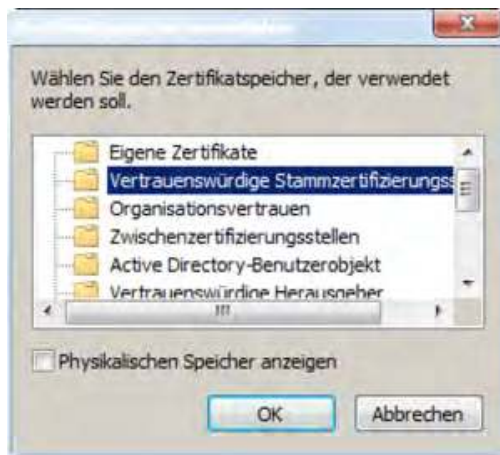 Wählen Sie den Zertifikatspeicher, der verwendet
werden soll.
Eigene Zertifikate
Vertrauenswürdige Stammzertifizierungss
Organisationsvertrauen
Zwischenzertifizierungsstellen
Active Directory-Benutzerobjekt
Vertrauenswürdige Herausgeber
Physikalischen Speicher anzeigen
OK
Abbrechen